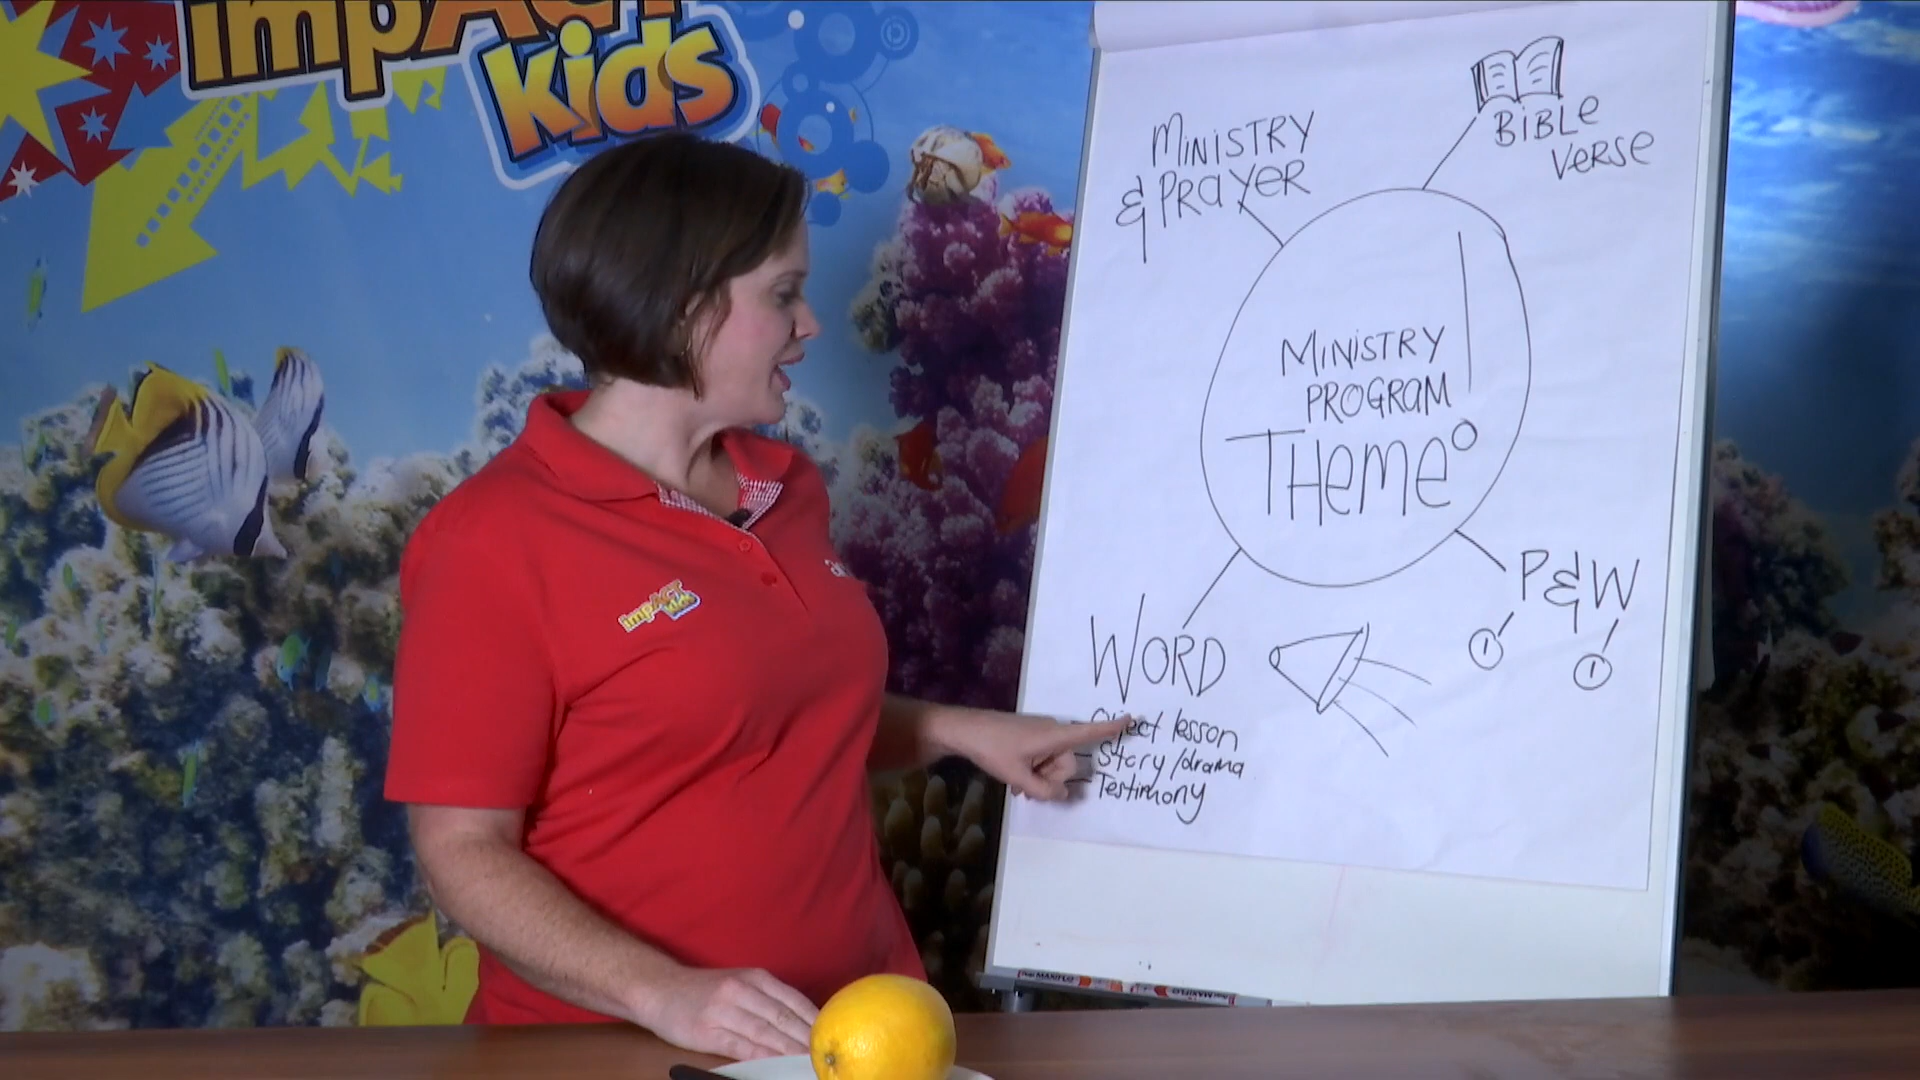 impACT
kids
impACT
kids
MINISTRY
& PRAYER
BIBLE
VERSE
MINISTRY
PROGRAM
THEME
P&W
WORD
- Object lesson
- Story/drama
- Testimony